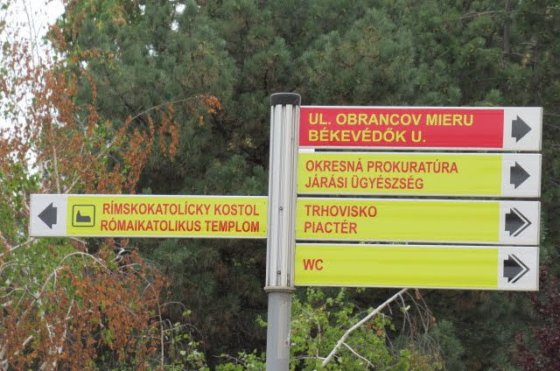 UL. OBRANCOV MIERU
BÉKEVÉDŐK U.
OKRESNÁ PROKURATÚRA
JÁRÁSI ÜGYÉSZSÉG
RÍMSKOKATOLÍCKY KOSTOL
RÓMAIKATOLIKUS TEMPLOM
TRHOVISKO
PIACTÉR
WC